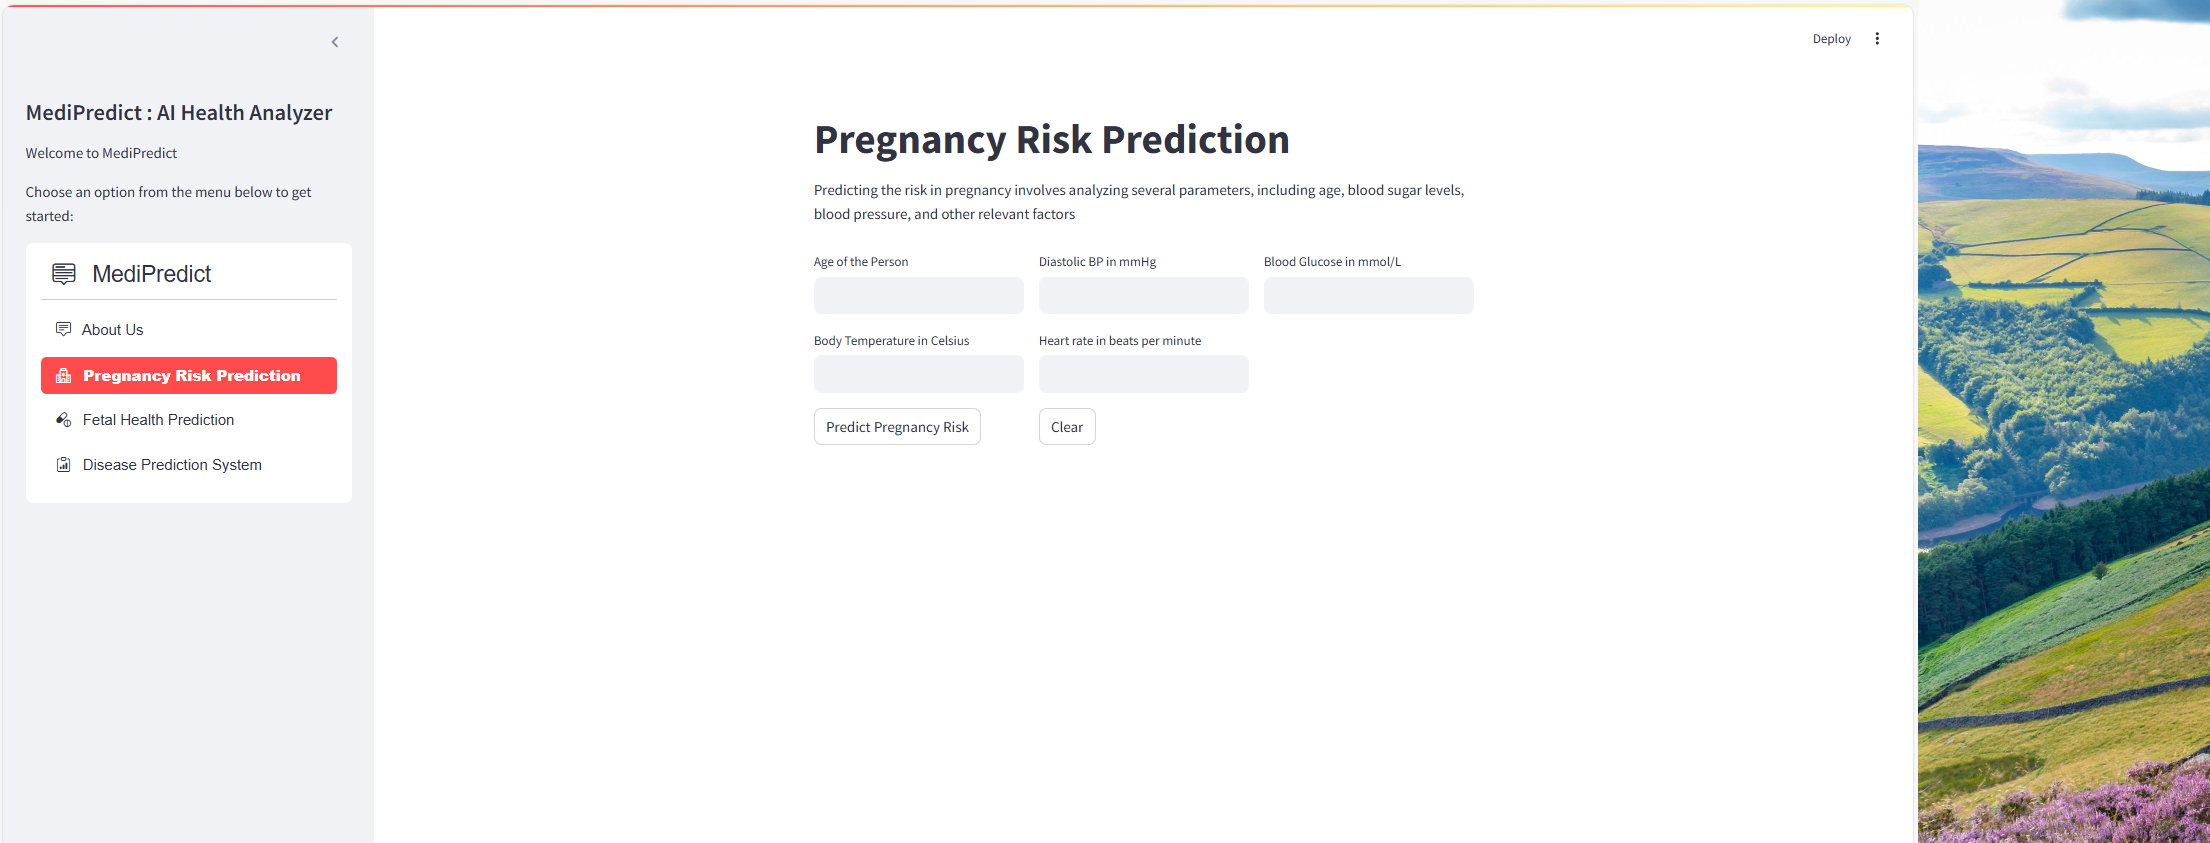 MediPredict : AI Health Analyzer
Welcome to MediPredict
Choose an option from the menu below to get
started:
MediPredict
About Us
Pregnancy Risk Prediction
Fetal Health Prediction
Disease Prediction System
Deploy
Pregnancy Risk Prediction
Predicting the risk in pregnancy involves analyzing several parameters, including age, blood sugar levels,
blood pressure, and other relevant factors
Age of the Person
Diastolic BP in mmHg
Blood Glucose in mmol/L
Body Temperature in Celsius
Heart rate in beats per minute
Predict Pregnancy Risk
Clear